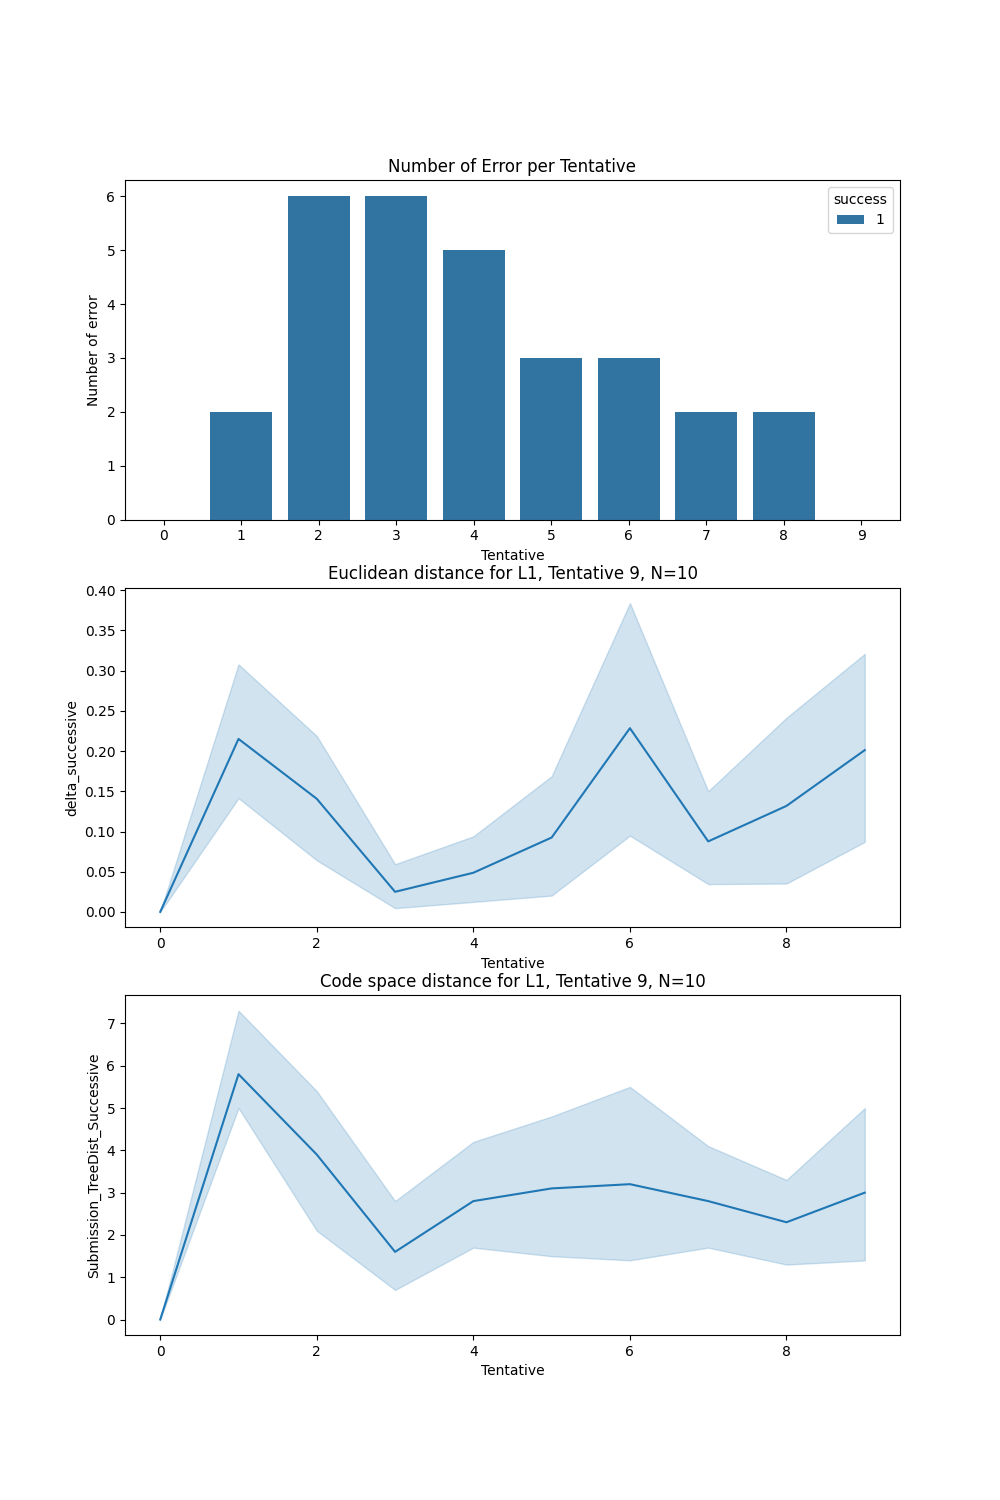 Number of Error per Tentative
success
1
Number of error
6
5
4
3
2
1
0
0 1 2 3 4 5 6 7 8 9
Tentative
Euclidean distance for L1, Tentative 9, N=10
delta_successive
0.40
0.35
0.30
0.25
0.20
0.15
0.10
0.05
0.00
0 2 4 6 8
Tentative
Code space distance for L1, Tentative 9, N=10
Submission_TreeDist_Successive
7
6
5
4
3
2
1
0
0 2 4 6 8
Tentative